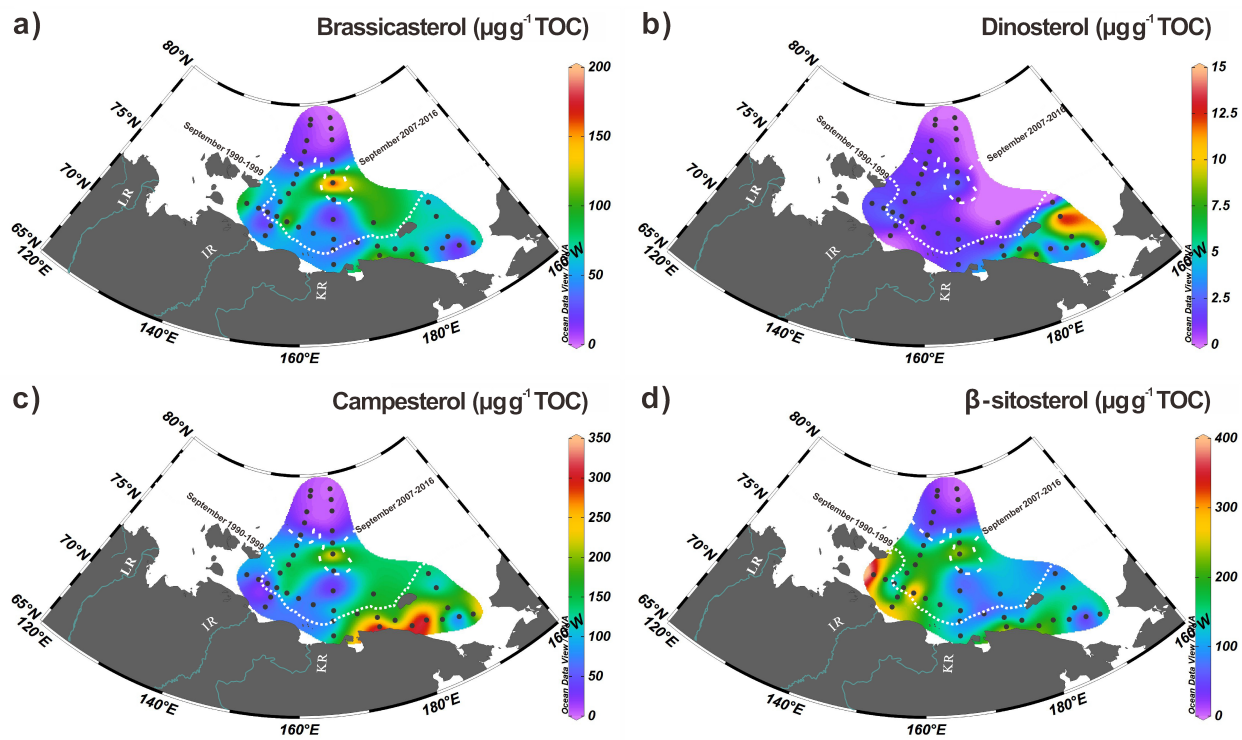 a) Brassicasterol (µg g-1 TOC)
80°N
75°N
70°N
65°N
120°E
140°E
160°E
180°E
160°W
September 1990-1999
September 2007-2016
LR
IR
KR
200
150
100
50
0
b) Dinosterol (µg g-1 TOC)
80°N
75°N
70°N
65°N
120°E
140°E
160°E
180°E
160°W
September 1990-1999
September 2007-2016
LR
IR
KR
15
12.5
10
7.5
5
2.5
0
c) Campesterol (µg g-1 TOC)
80°N
75°N
70°N
65°N
120°E
140°E
160°E
180°E
September 1990-1999
September 2007-2016
LR
IR
KR
350
300
250
200
150
100
50
0
d) β-sitosterol (µg g-1 TOC)
80°N
75°N
70°N
65°N
120°E
140°E
160°E
180°E
September 1990-1999
September 2007-2016
LR
IR
KR
400
300
200
100
0
Ocean Data View
Ocean Data View
Ocean Data View
Ocean Data View